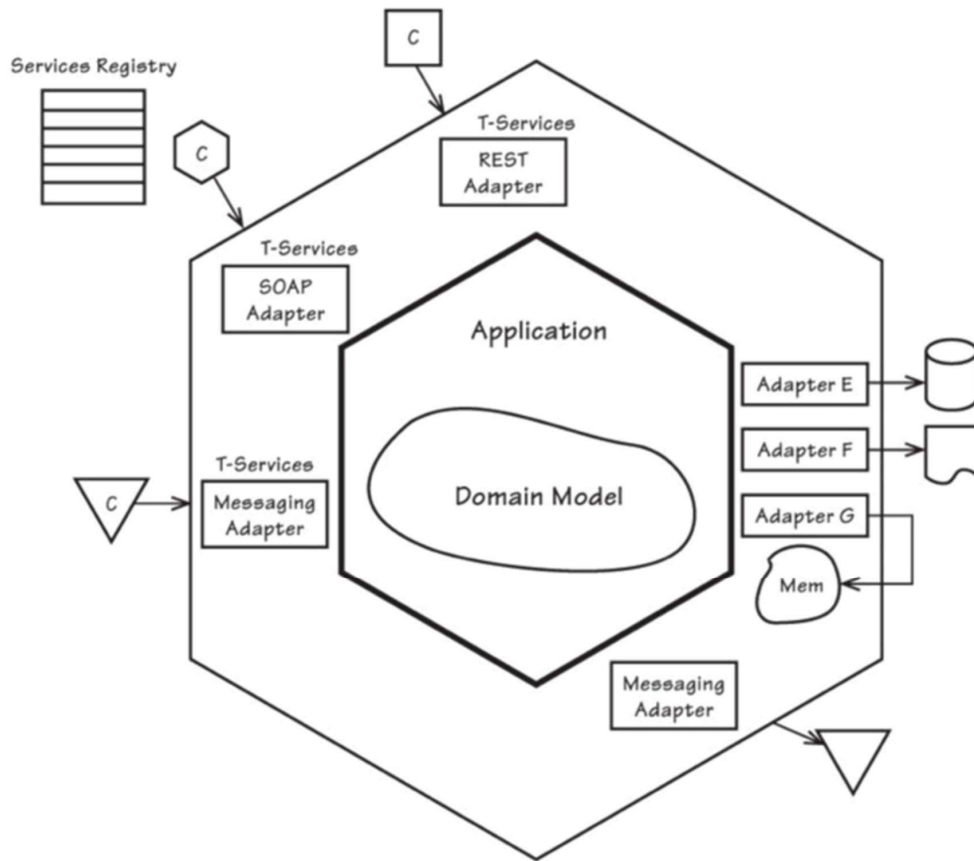 C
Services Registry
C
T-Services
REST
Adapter
T-Services
SOAP
Adapter
Application
Adapter E
Adapter F
T-Services
Messaging
Adapter
C
Domain Model
Adapter G
Mem
Messaging
Adapter